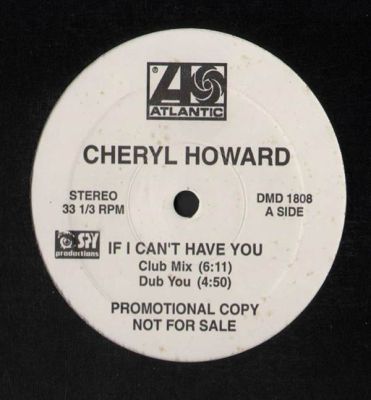 ®
ATLANTIC
CHERYL HOWARD
STEREO
33 1/3 RPM
DMD 1808
A SIDE
SPY
productions
IF I CAN'T HAVE YOU
Club Mix (6:11)
Dub You (4:50)
PROMOTIONAL COPY
NOT FOR SALE